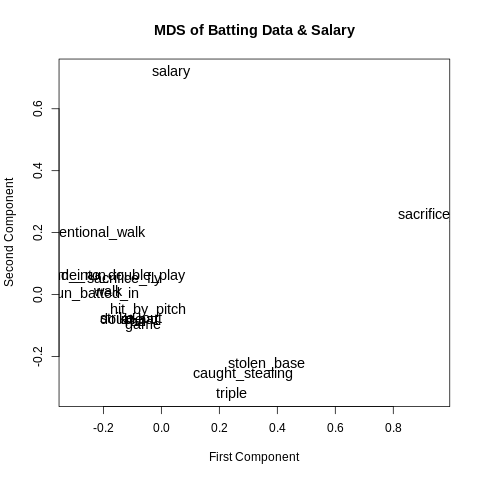 MDS of Batting Data & Salary
salary
0.6
0.4
sacrifice
0.2
entional_walk
double_play
sacrifice_fly
0.0
walk
un_batted_in
hit_by_pitch
game
-0.2
stolen_base
caught_stealing
triple
-0.2 0.0 0.2 0.4 0.6 0.8
First Component
Second Component